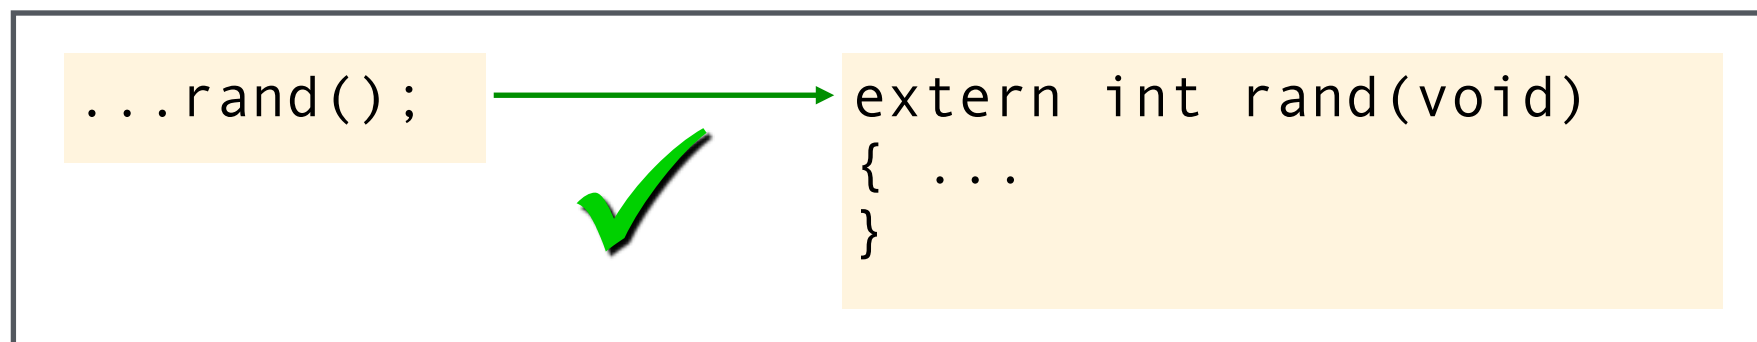 ...rand();
extern int rand(void)
{ ...
}